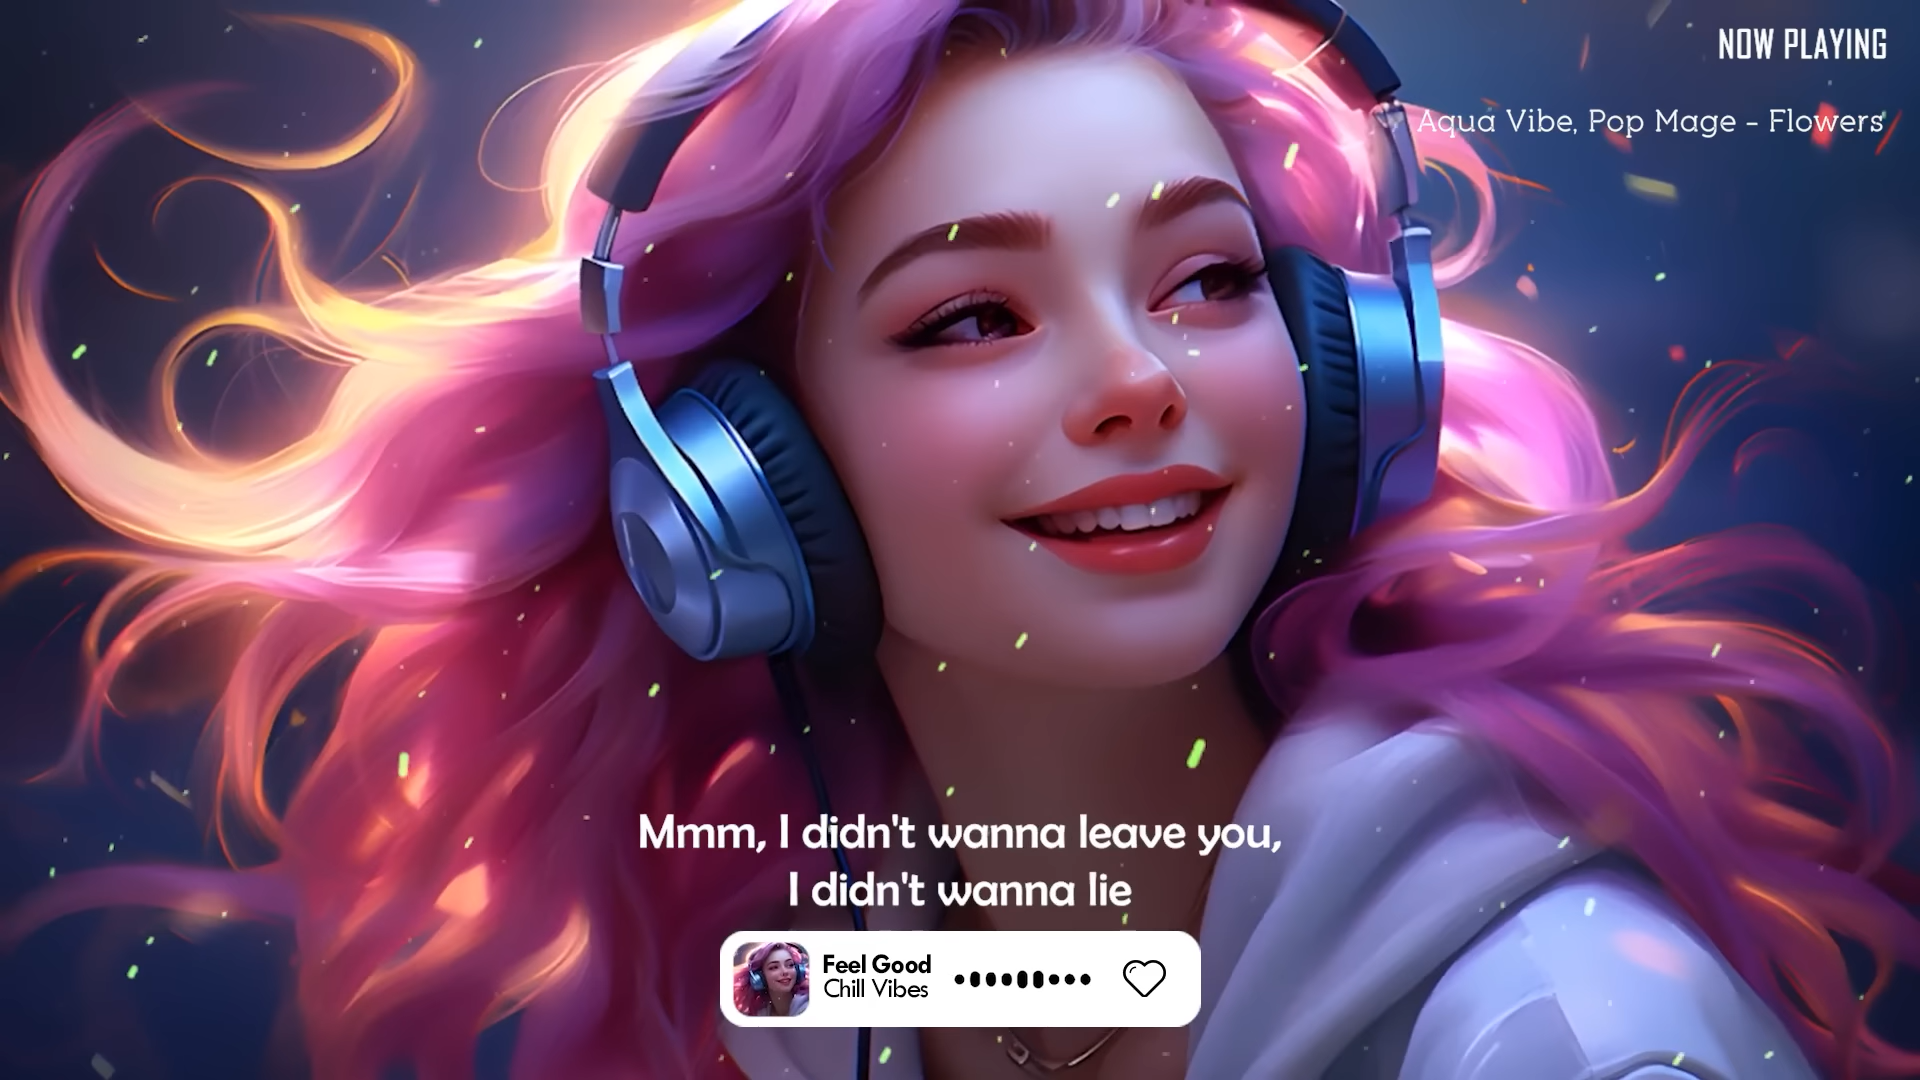 NOW PLAYING
Aqua Vibe, Pop Mage - Flowers
Mmm, I didn't wanna leave you,
I didn't wanna lie
Feel Good
Chill Vibes